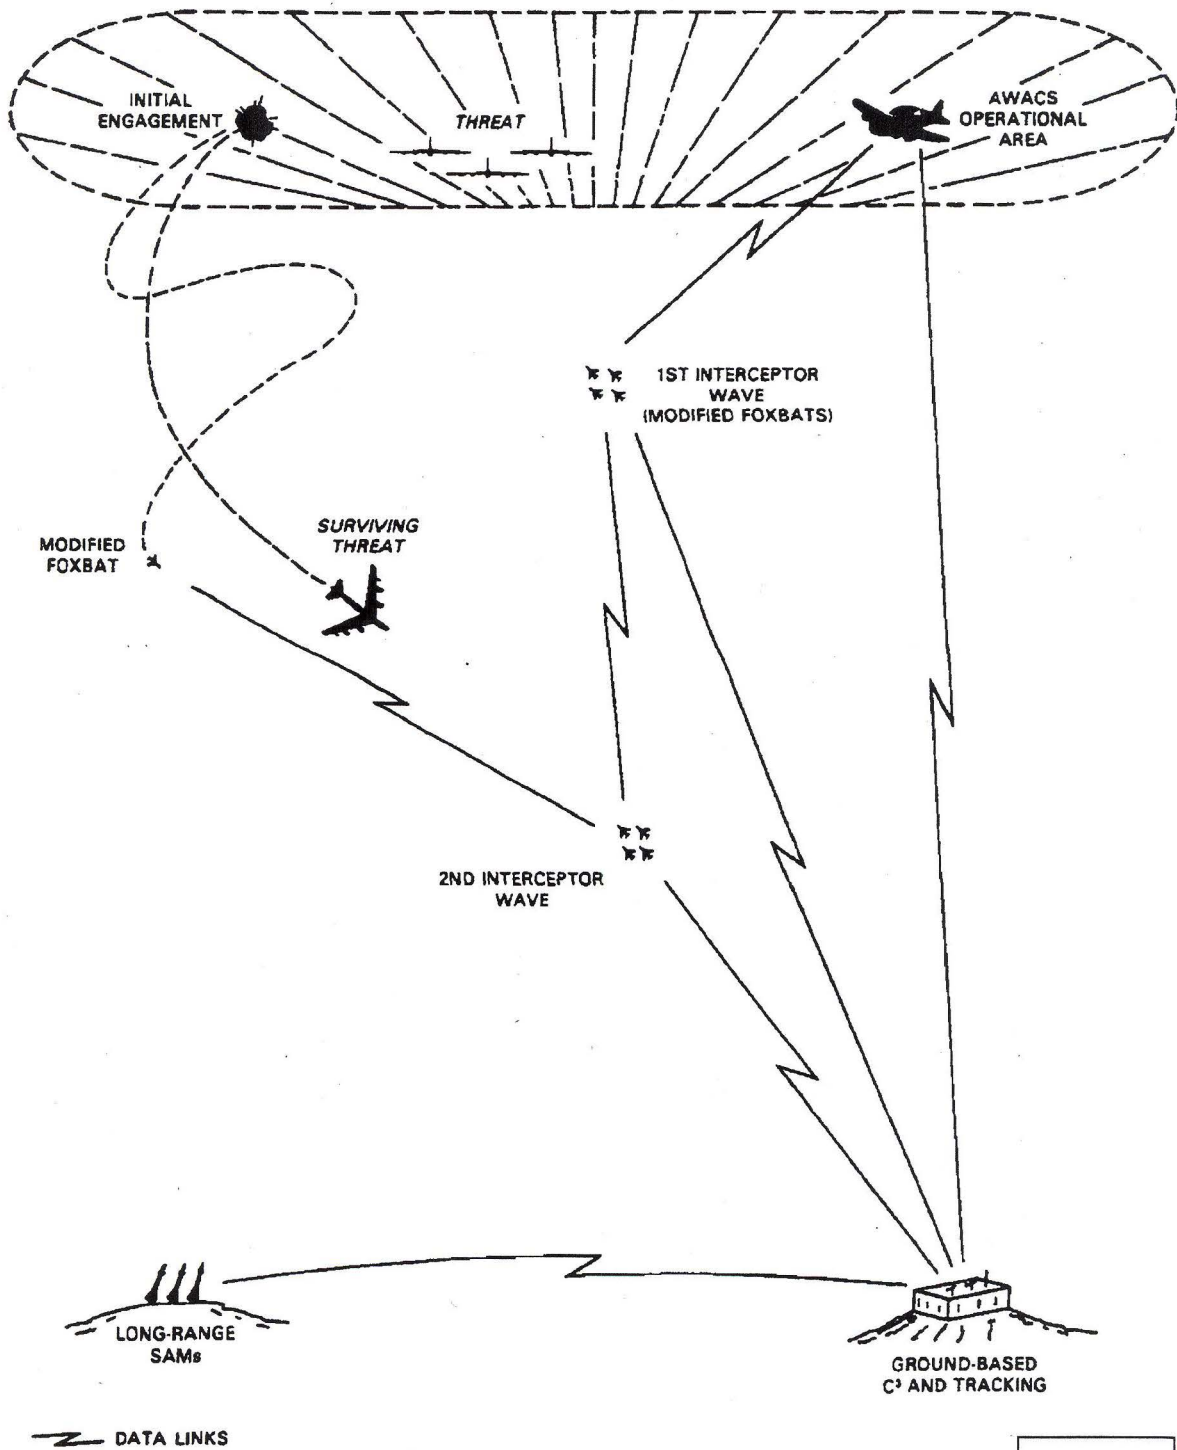 INITIAL
ENGAGEMENT
THREAT
AWACS
OPERATIONAL
AREA
1ST INTERCEPTOR
WAVE
(MODIFIED FOXBATS)
MODIFIED
FOXBAT
SURVIVING
THREAT
2ND INTERCEPTOR
WAVE
LONG-RANGE
SAMs
GROUND-BASED
C³ AND TRACKING
DATA LINKS